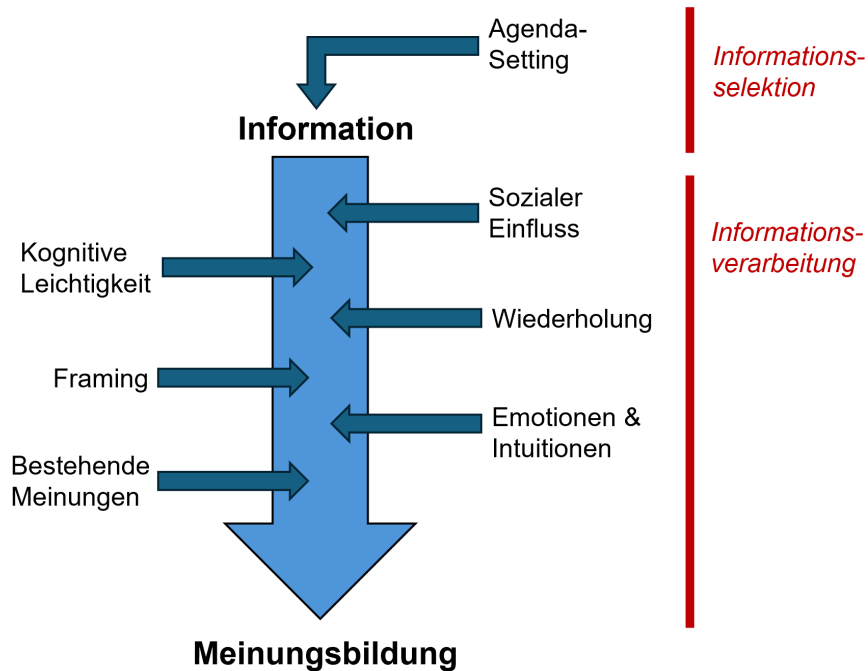 Agenda-
Setting
Informations-
selektion
Information
Sozialer
Einfluss
Informations-
verarbeitung
Kognitive
Leichtigkeit
Wiederholung
Framing
Emotionen &
Intuitionen
Bestehende
Meinungen
Meinungsbildung